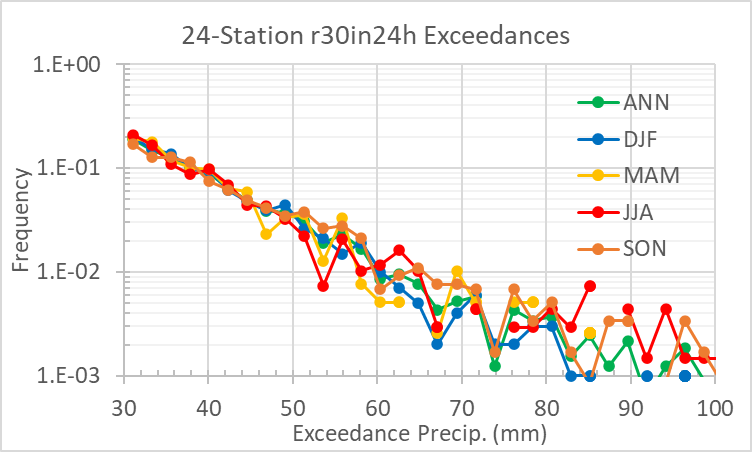 24-Station r30in24h Exceedances
1.E+00
1.E-01
1.E-02
1.E-03
Frequency
ANN
DJF
MAM
JJA
SON
30 40 50 60 70 80 90 100
Exceedance Precip. (mm)